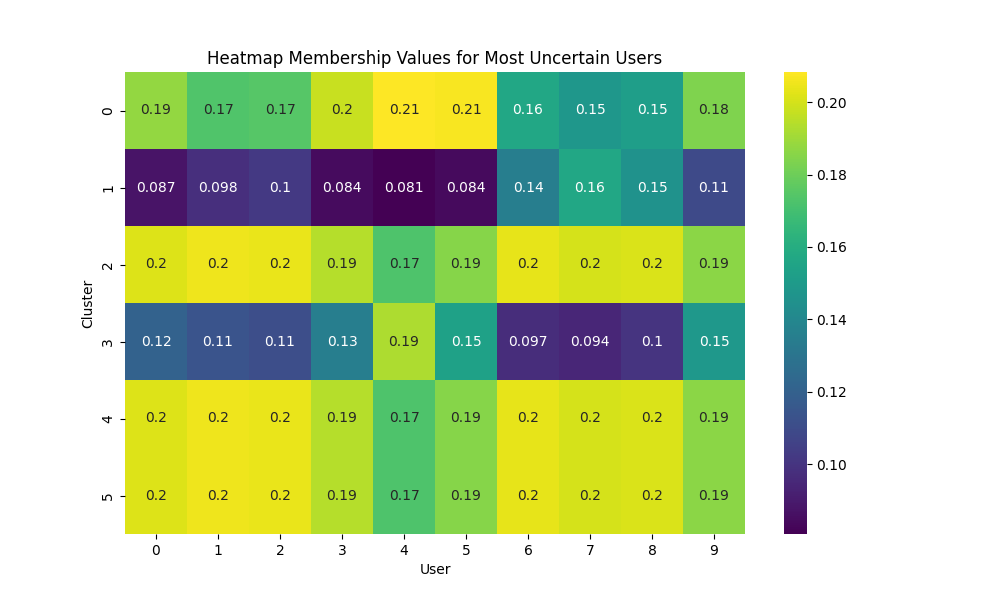 Heatmap Membership Values for Most Uncertain Users
0 0.19 0.17 0.17 0.2 0.21 0.21 0.16 0.15 0.15 0.18
1 0.087 0.098 0.1 0.084 0.081 0.084 0.14 0.16 0.15 0.11
2 0.2 0.2 0.2 0.19 0.17 0.19 0.2 0.2 0.2 0.19
3 0.12 0.11 0.11 0.13 0.19 0.15 0.097 0.094 0.1 0.15
4 0.2 0.2 0.2 0.19 0.17 0.19 0.2 0.2 0.2 0.19
5 0.2 0.2 0.2 0.19 0.17 0.19 0.2 0.2 0.2 0.19
0 1 2 3 4 5 6 7 8 9
User
Cluster
0.20
0.18
0.16
0.14
0.12
0.10